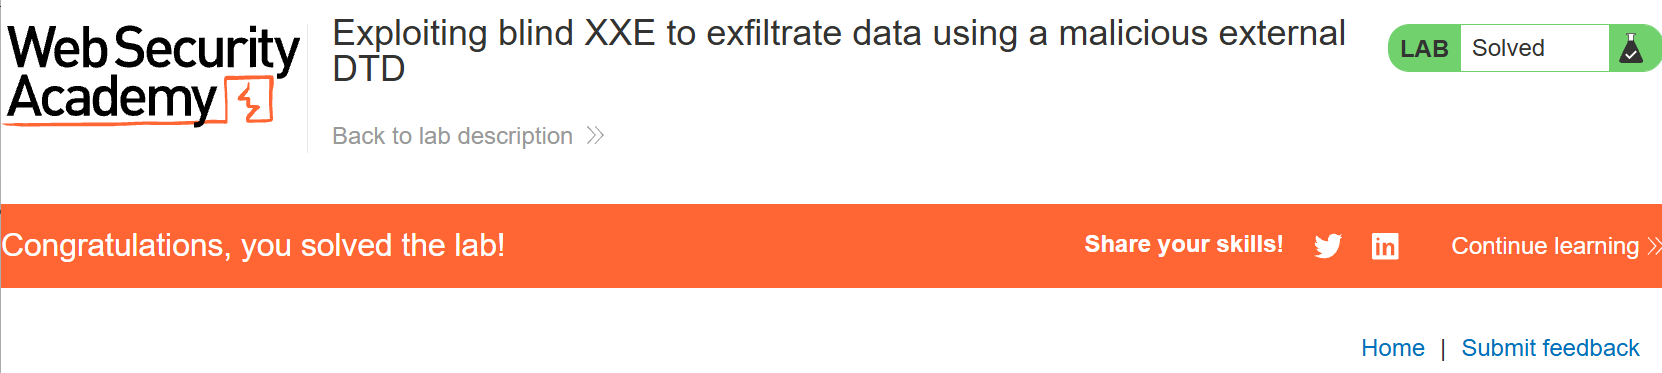 Web Security
Academy
Exploiting blind XXE to exfiltrate data using a malicious external
DTD
LAB Solved
Back to lab description
Congratulations, you solved the lab!
Share your skills!
Continue learning
Home | Submit feedback